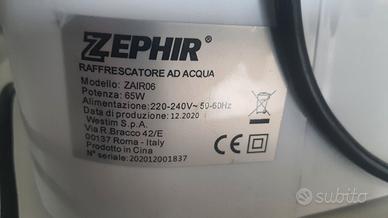 ZEPHIR®
RAFFRESCATORE AD ACQUA
Modello: ZAIR06
Potenza: 65W
Alimentazione:220-240V~ 50-60Hz
Data di produzione: 12.2020
Westim S.p.A.
Via R.Bracco 42/E
00137 Roma - Italy
Prodotto in Cina
N° seriale: 202012001837
CE
subito